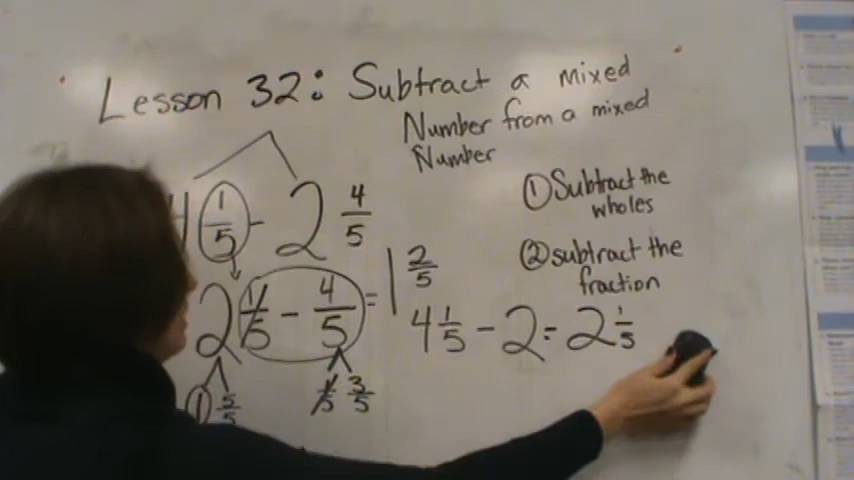 Lesson 32: Subtract a mixed
Number from a mixed
Number
4 1/5 - 2 4/5
① Subtract the
wholes
② subtract the
fraction
2 1/5 - 4/5 = 1 2/5
4 1/5 - 2 = 2 1/5
① 5/5 1/5 3/5